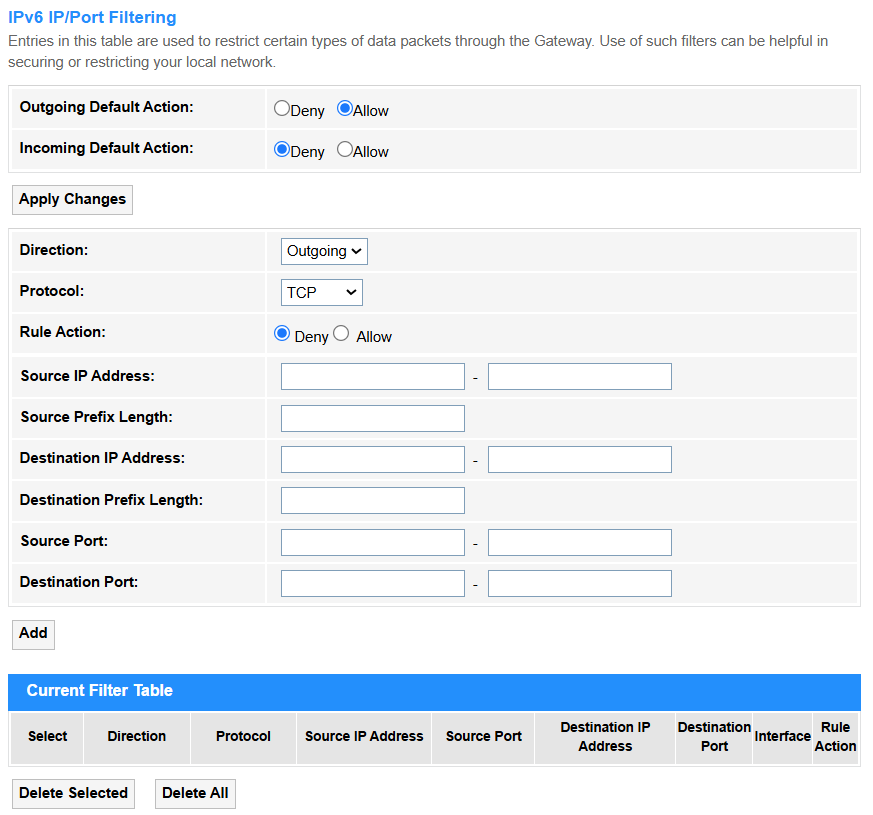 IPv6 IP/Port Filtering
Entries in this table are used to restrict certain types of data packets through the Gateway. Use of such filters can be helpful in
securing or restricting your local network.
Outgoing Default Action: Deny Allow
Incoming Default Action: Deny Allow
Apply Changes
Direction: Outgoing
Protocol: TCP
Rule Action: Deny Allow
Source IP Address: -
Source Prefix Length:
Destination IP Address: -
Destination Prefix Length:
Source Port: -
Destination Port: -
Add
Current Filter Table
Select Direction Protocol Source IP Address Source Port Destination IP Address Destination Port Interface Rule Action
Delete Selected Delete All